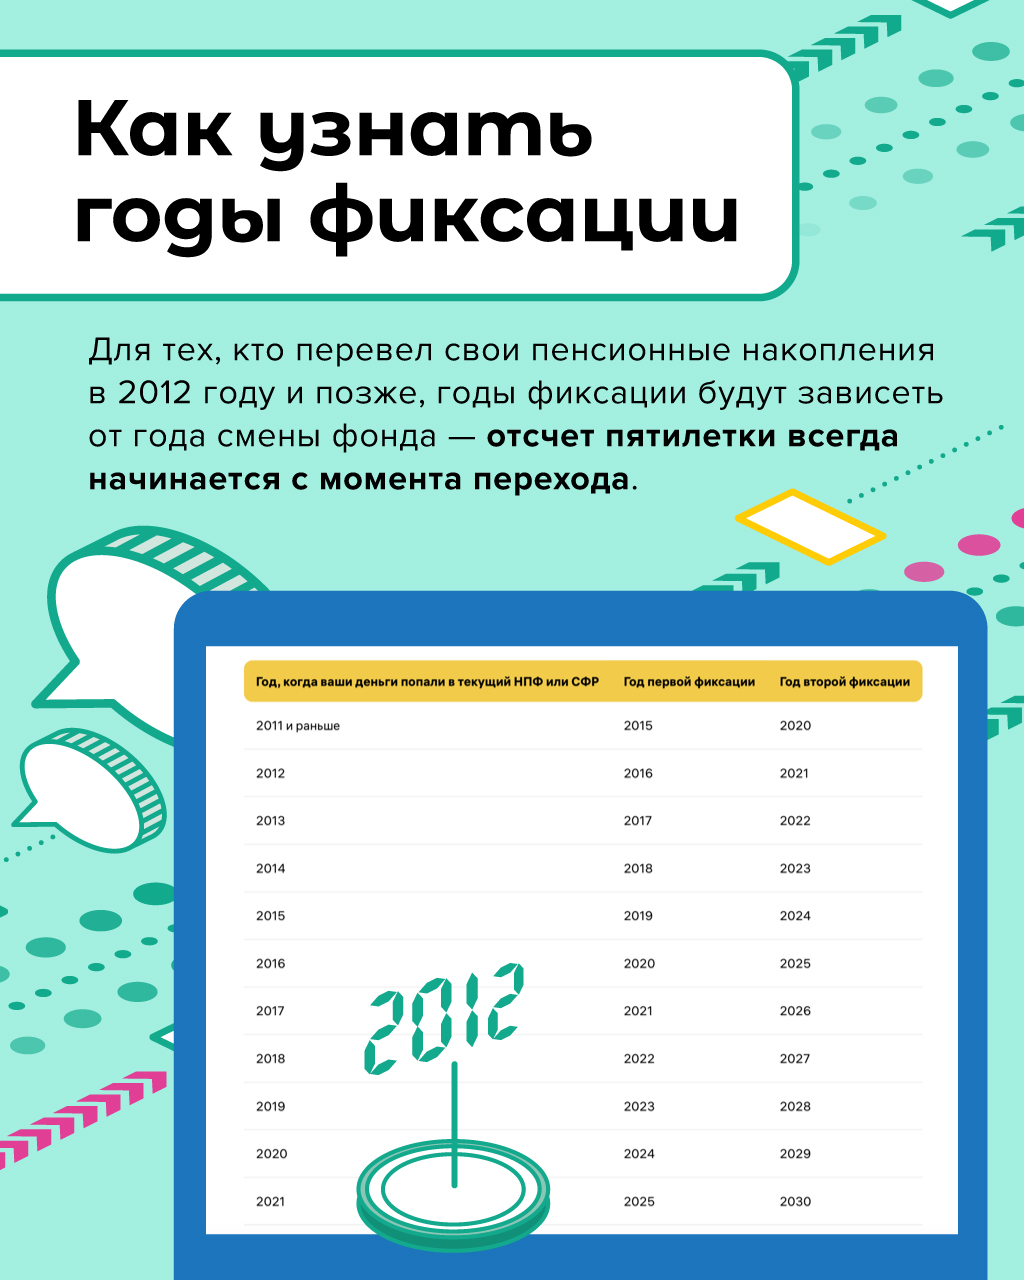 Как узнать
годы фиксации
Для тех, кто перевел свои пенсионные накопления
в 2012 году и позже, годы фиксации будут зависеть
от года смены фонда — отсчет пятилетки всегда
начинается с момента перехода.
Год, когда ваши деньги попали в текущий НПФ или СФР Год первой фиксации Год второй фиксации
2011 и раньше 2015 2020
2012 2016 2021
2013 2017 2022
2014 2018 2023
2015 2019 2024
2016 2020 2025
2017 2021 2026
2018 2022 2027
2019 2023 2028
2020 2024 2029
2021 2025 2030
2012